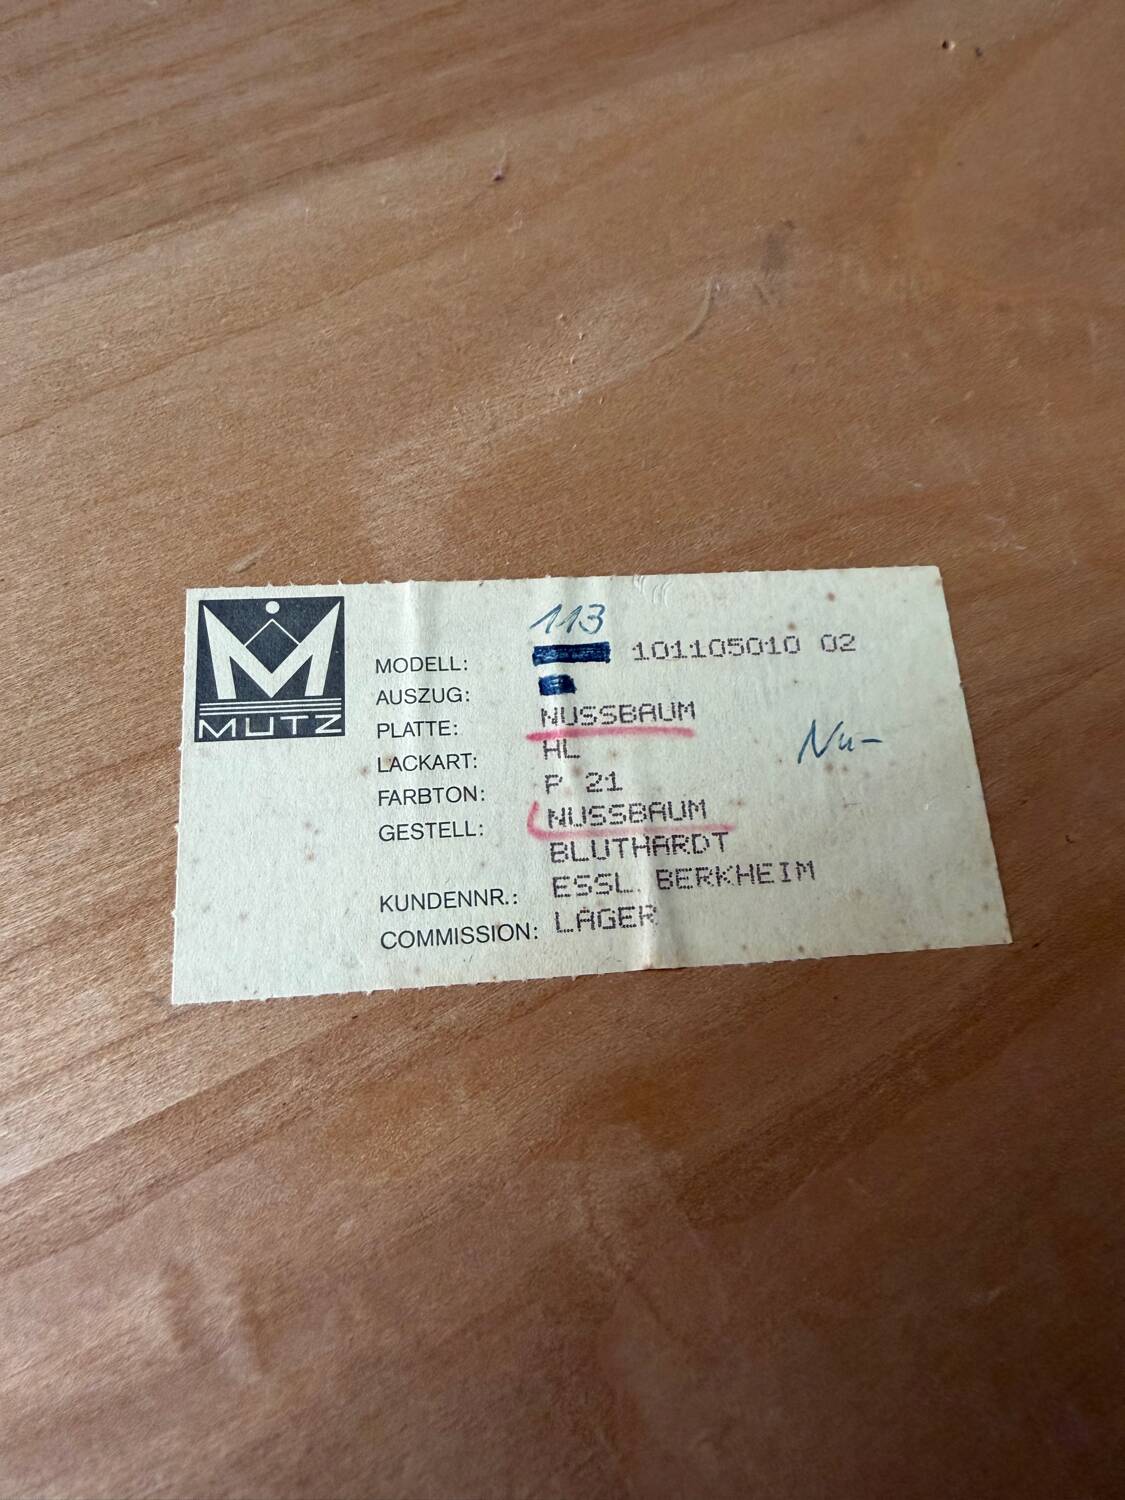 MUTZ
113
MODELL: 101105010 02
AUSZUG:
PLATTE: NUSSBAUM
LACKART: HL
FARBTON: P 21
GESTELL: NUSSBAUM
BLUTHARDT
KUNDENNR.: ESSL. BERKHEIM
COMMISSION: LAGER
Nu-